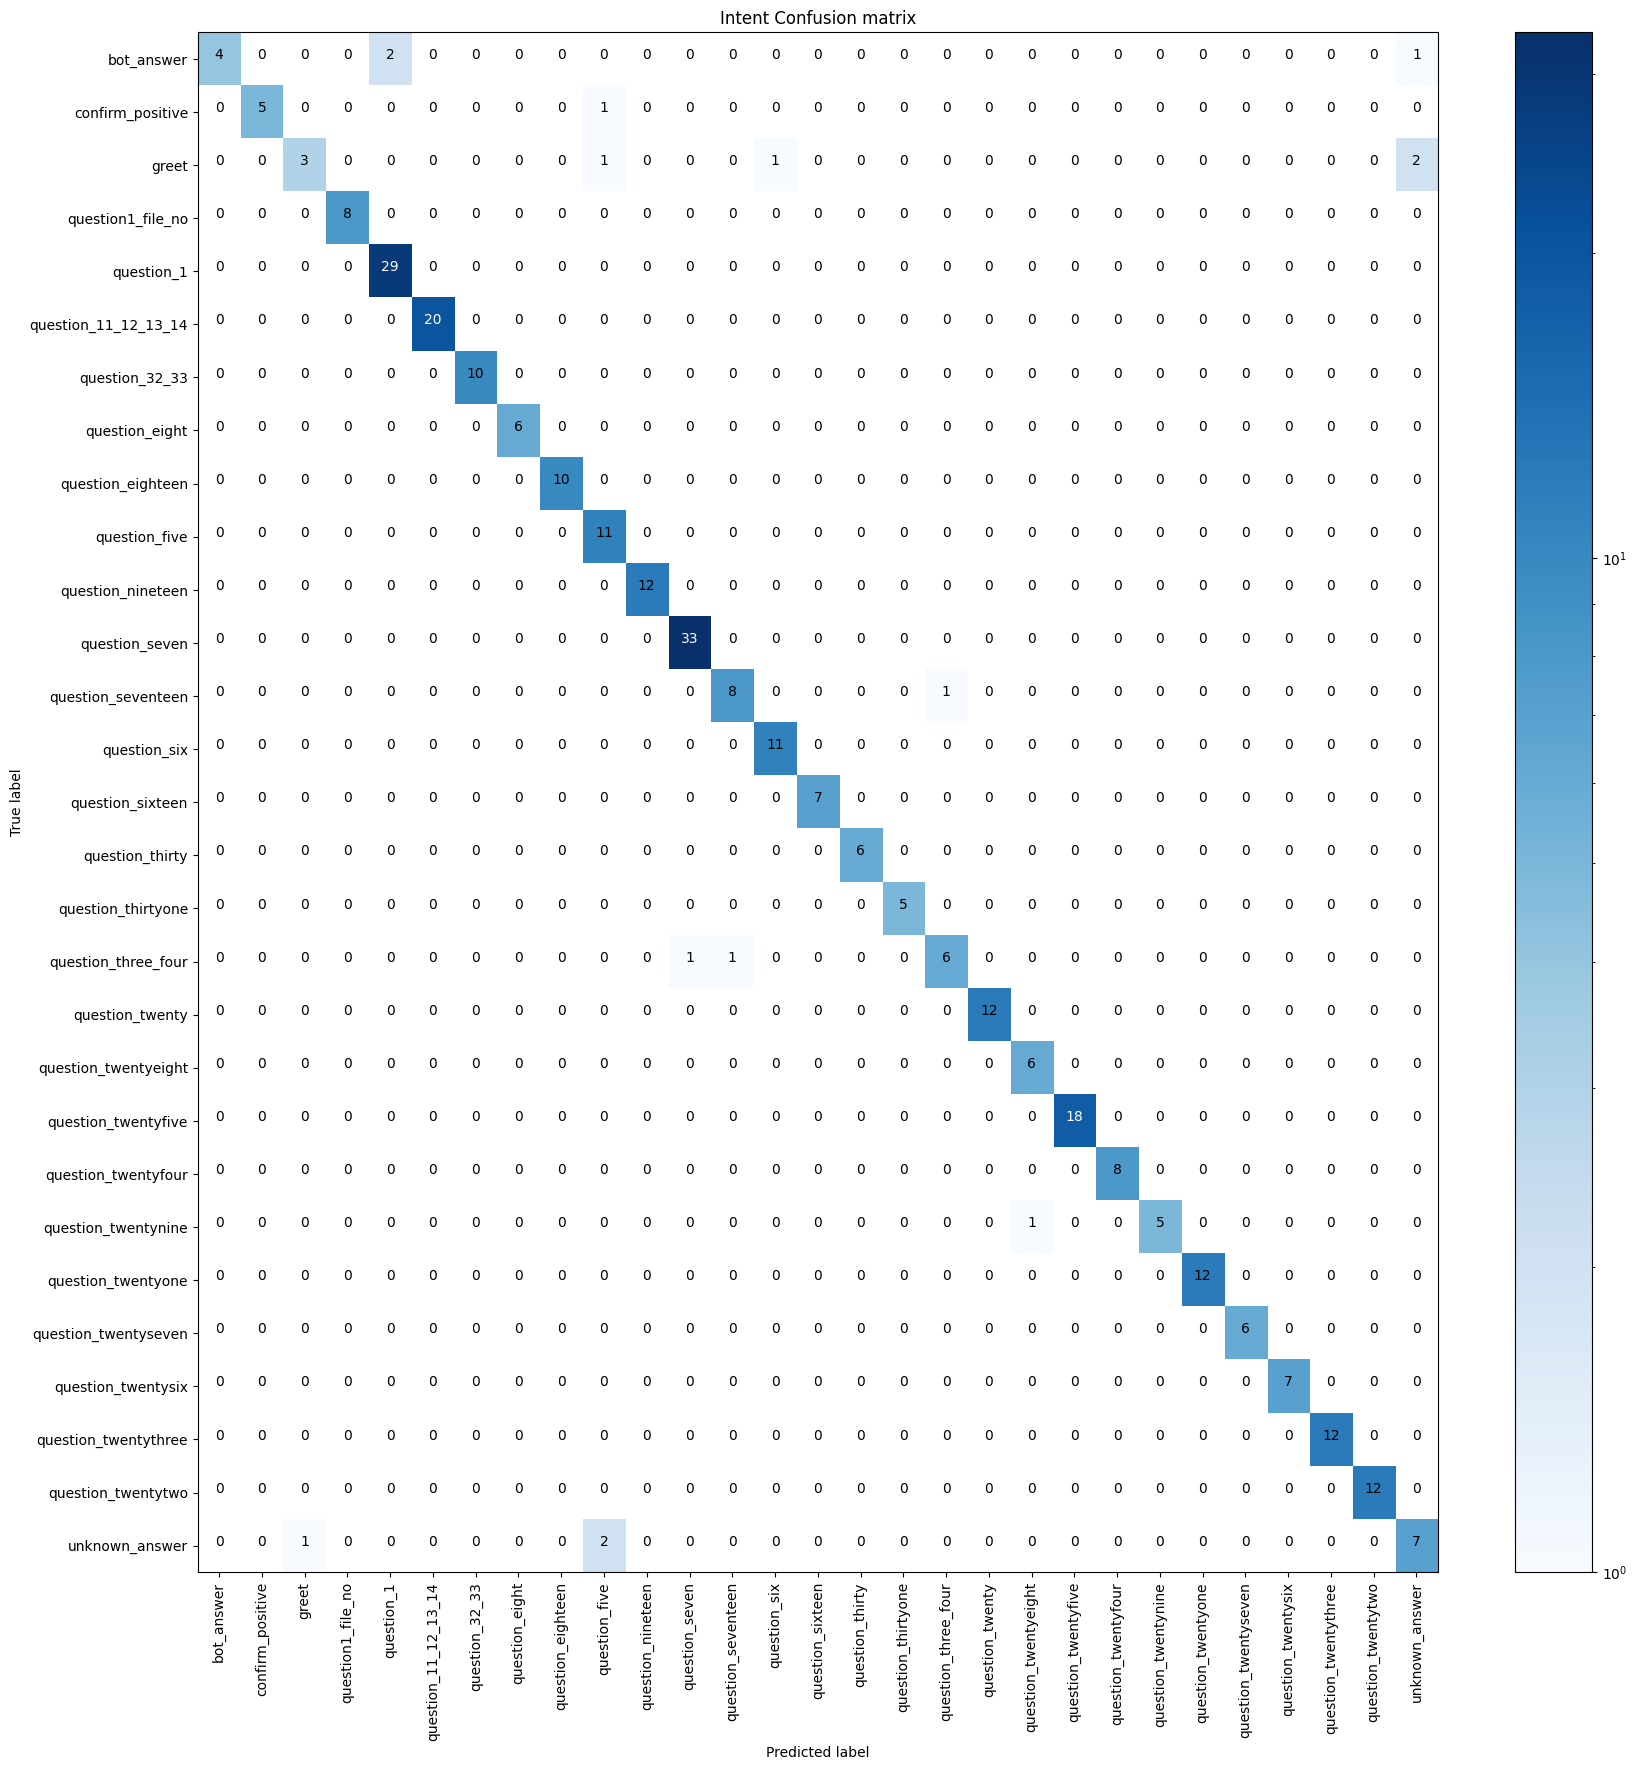 Intent Confusion matrix
bot_answer 4 0 0 0 2 0 0 0 0 0 0 0 0 0 0 0 0 0 0 0 0 0 0 0 0 0 0 0 1
confirm_positive 0 5 0 0 0 0 0 0 0 1 0 0 0 0 0 0 0 0 0 0 0 0 0 0 0 0 0 0 0
greet 0 0 3 0 0 0 0 0 0 1 0 0 0 1 0 0 0 0 0 0 0 0 0 0 0 0 0 0 2
question1_file_no 0 0 0 8 0 0 0 0 0 0 0 0 0 0 0 0 0 0 0 0 0 0 0 0 0 0 0 0 0
question_1 0 0 0 0 29 0 0 0 0 0 0 0 0 0 0 0 0 0 0 0 0 0 0 0 0 0 0 0 0
question_11_12_13_14 0 0 0 0 0 20 0 0 0 0 0 0 0 0 0 0 0 0 0 0 0 0 0 0 0 0 0 0 0
question_32_33 0 0 0 0 0 0 10 0 0 0 0 0 0 0 0 0 0 0 0 0 0 0 0 0 0 0 0 0 0
question_eight 0 0 0 0 0 0 0 6 0 0 0 0 0 0 0 0 0 0 0 0 0 0 0 0 0 0 0 0 0
question_eighteen 0 0 0 0 0 0 0 0 10 0 0 0 0 0 0 0 0 0 0 0 0 0 0 0 0 0 0 0 0
question_five 0 0 0 0 0 0 0 0 0 11 0 0 0 0 0 0 0 0 0 0 0 0 0 0 0 0 0 0 0
question_nineteen 0 0 0 0 0 0 0 0 0 0 12 0 0 0 0 0 0 0 0 0 0 0 0 0 0 0 0 0 0
question_seven 0 0 0 0 0 0 0 0 0 0 0 33 0 0 0 0 0 0 0 0 0 0 0 0 0 0 0 0 0
question_seventeen 0 0 0 0 0 0 0 0 0 0 0 0 8 0 0 0 0 1 0 0 0 0 0 0 0 0 0 0 0
question_six 0 0 0 0 0 0 0 0 0 0 0 0 0 11 0 0 0 0 0 0 0 0 0 0 0 0 0 0 0
question_sixteen 0 0 0 0 0 0 0 0 0 0 0 0 0 0 7 0 0 0 0 0 0 0 0 0 0 0 0 0 0
question_thirty 0 0 0 0 0 0 0 0 0 0 0 0 0 0 0 6 0 0 0 0 0 0 0 0 0 0 0 0 0
question_thirtyone 0 0 0 0 0 0 0 0 0 0 0 0 0 0 0 0 5 0 0 0 0 0 0 0 0 0 0 0 0
question_three_four 0 0 0 0 0 0 0 0 0 0 0 1 1 0 0 0 0 6 0 0 0 0 0 0 0 0 0 0 0
question_twenty 0 0 0 0 0 0 0 0 0 0 0 0 0 0 0 0 0 0 12 0 0 0 0 0 0 0 0 0 0
question_twentyeight 0 0 0 0 0 0 0 0 0 0 0 0 0 0 0 0 0 0 0 6 0 0 0 0 0 0 0 0 0
question_twentyfive 0 0 0 0 0 0 0 0 0 0 0 0 0 0 0 0 0 0 0 0 18 0 0 0 0 0 0 0 0
question_twentyfour 0 0 0 0 0 0 0 0 0 0 0 0 0 0 0 0 0 0 0 0 0 8 0 0 0 0 0 0 0
question_twentynine 0 0 0 0 0 0 0 0 0 0 0 0 0 0 0 0 0 0 0 1 0 0 5 0 0 0 0 0 0
question_twentyone 0 0 0 0 0 0 0 0 0 0 0 0 0 0 0 0 0 0 0 0 0 0 0 12 0 0 0 0 0
question_twentyseven 0 0 0 0 0 0 0 0 0 0 0 0 0 0 0 0 0 0 0 0 0 0 0 0 6 0 0 0 0
question_twentysix 0 0 0 0 0 0 0 0 0 0 0 0 0 0 0 0 0 0 0 0 0 0 0 0 0 7 0 0 0
question_twentythree 0 0 0 0 0 0 0 0 0 0 0 0 0 0 0 0 0 0 0 0 0 0 0 0 0 0 12 0 0
question_twentytwo 0 0 0 0 0 0 0 0 0 0 0 0 0 0 0 0 0 0 0 0 0 0 0 0 0 0 0 12 0
unknown_answer 0 0 1 0 0 0 0 0 0 2 0 0 0 0 0 0 0 0 0 0 0 0 0 0 0 0 0 0 7
True label
bot_answer
confirm_positive
greet
question1_file_no
question_1
question_11_12_13_14
question_32_33
question_eight
question_eighteen
question_five
question_nineteen
question_seven
question_seventeen
question_six
question_sixteen
question_thirty
question_thirtyone
question_three_four
question_twenty
question_twentyeight
question_twentyfive
question_twentyfour
question_twentynine
question_twentyone
question_twentyseven
question_twentysix
question_twentythree
question_twentytwo
unknown_answer
Predicted label
10¹
10⁰